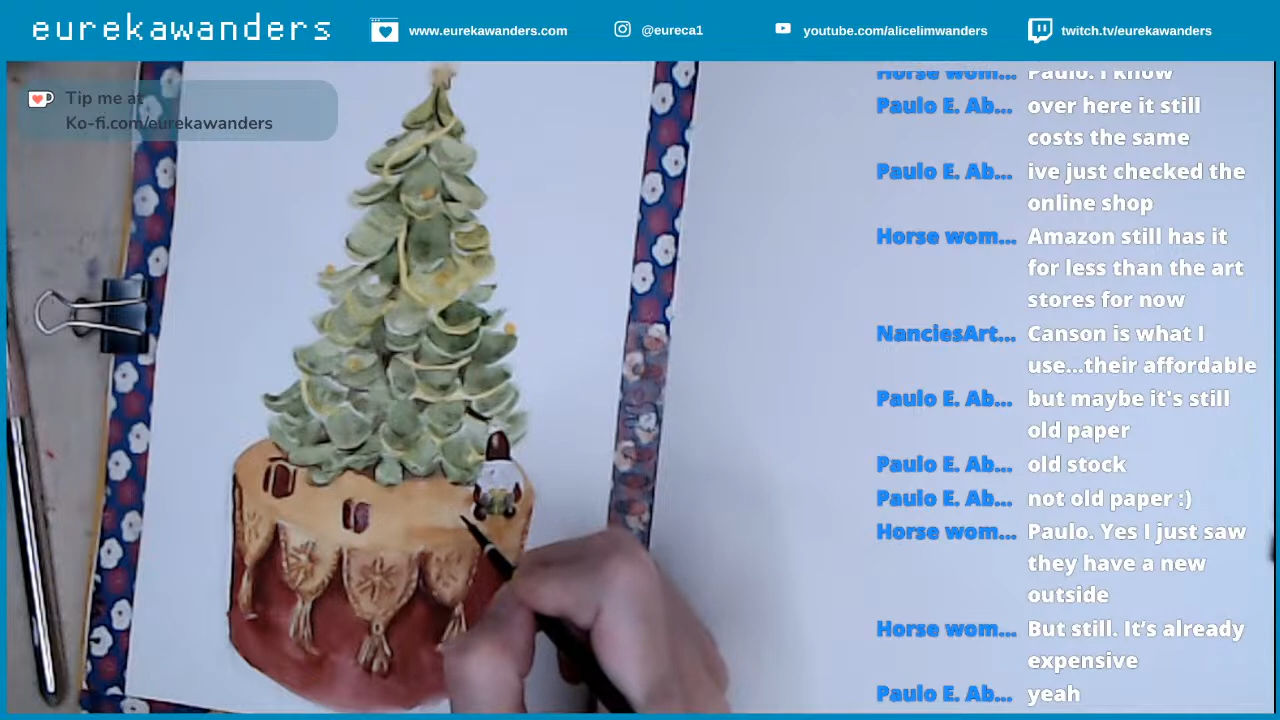 eurekawanders
www.eurekawanders.com
@eureca1
youtube.com/alicelimwanders
twitch.tv/eurekawanders
Tip me at
Ko-fi.com/eurekawanders
Horse wom... Paulo. I know
Paulo E. Ab... over here it still
costs the same
Paulo E. Ab... ive just checked the
online shop
Horse wom... Amazon still has it
for less than the art
stores for now
NanciesArt... Canson is what I
use...their affordable
Paulo E. Ab... but maybe it's still
old paper
Paulo E. Ab... old stock
Paulo E. Ab... not old paper :)
Horse wom... Paulo. Yes I just saw
they have a new
outside
Horse wom... But still. It's already
expensive
Paulo E. Ab... yeah